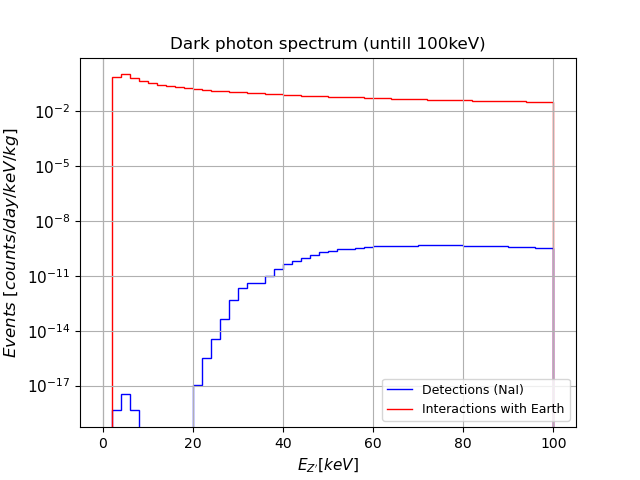 Dark photon spectrum (untill 100keV)
Events [counts/day/keV/kg]
10⁻²
10⁻⁵
10⁻⁸
10⁻¹¹
10⁻¹⁴
10⁻¹⁷
Detections (NaI)
Interactions with Earth
0 20 40 60 80 100
E_{Z'}[keV]